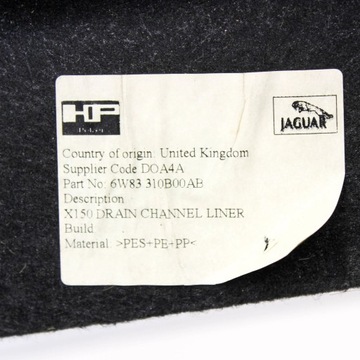 HP
JAGUAR
Country of origin: United Kingdom
Supplier Code DOA4A
Part No: 6W83 310B00AB
Description
X150 DRAIN CHANNEL LINER
Build
Material: >PES+PE+PP<